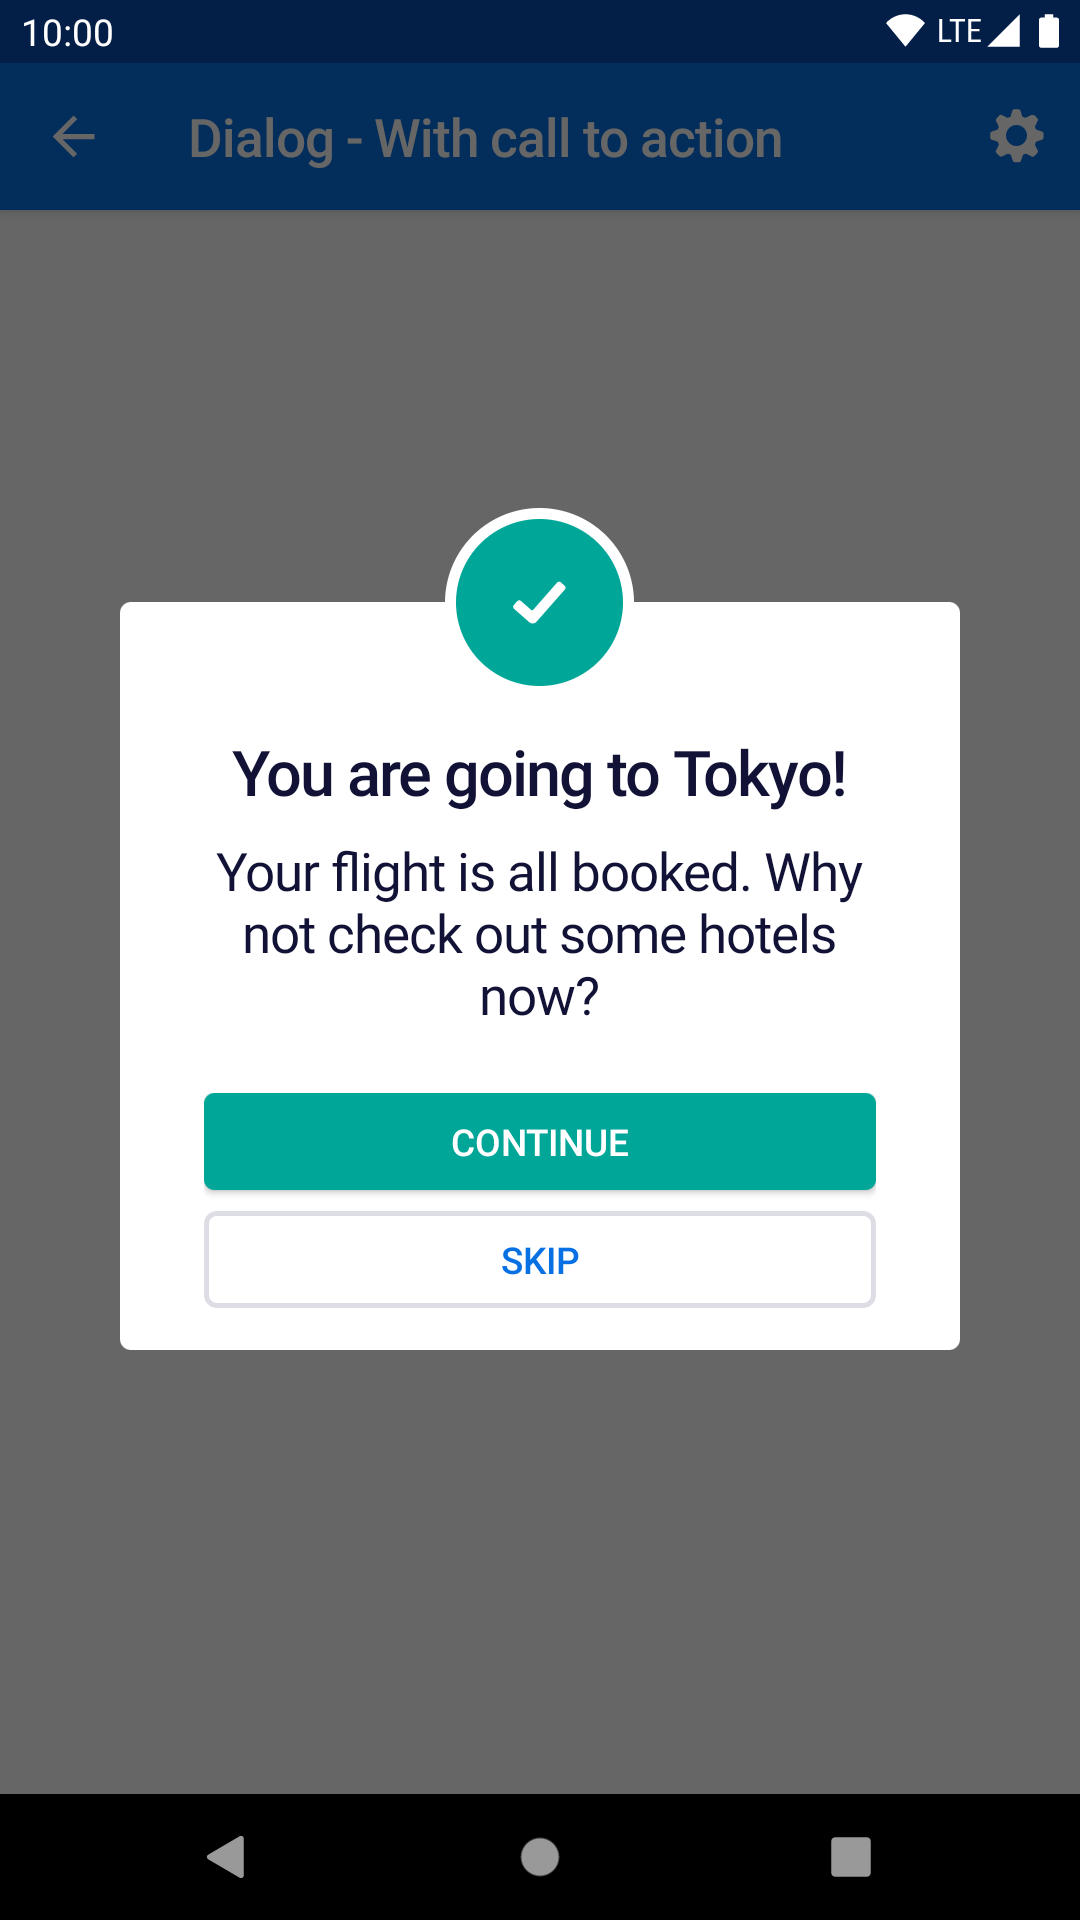 10:00 LTE
Dialog - With call to action
You are going to Tokyo!
Your flight is all booked. Why
not check out some hotels
now?
CONTINUE
SKIP